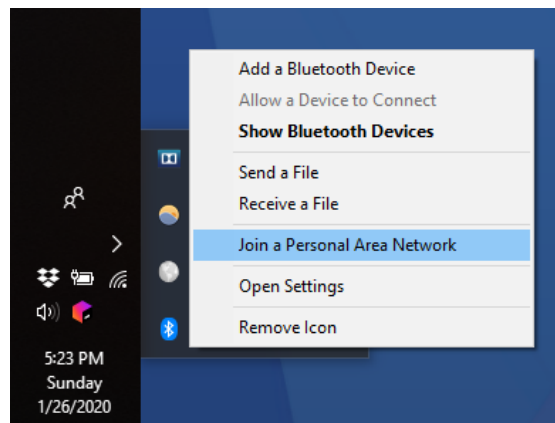 Add a Bluetooth Device
Allow a Device to Connect
Show Bluetooth Devices
Send a File
Receive a File
Join a Personal Area Network
Open Settings
Remove Icon
5:23 PM
Sunday
1/26/2020